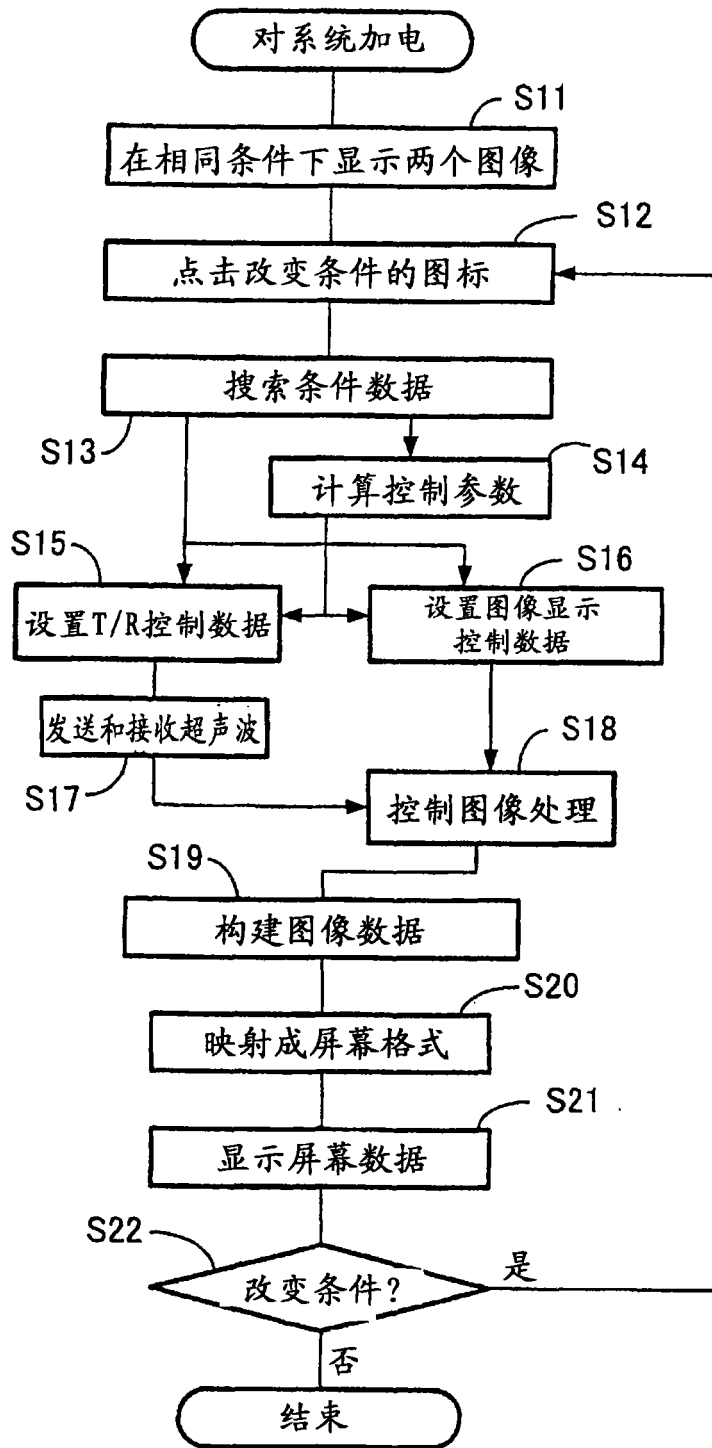 对系统加电
S11
在相同条件下显示两个图像
S12
点击改变条件的图标
搜索条件数据
S13
S14
计算控制参数
S15
S16
设置T/R控制数据
设置图像显示
控制数据
发送和接收超声波
S17
S18
控制图像处理
S19
构建图像数据
S20
映射成屏幕格式
S21
显示屏幕数据
S22
改变条件?
是
否
结束